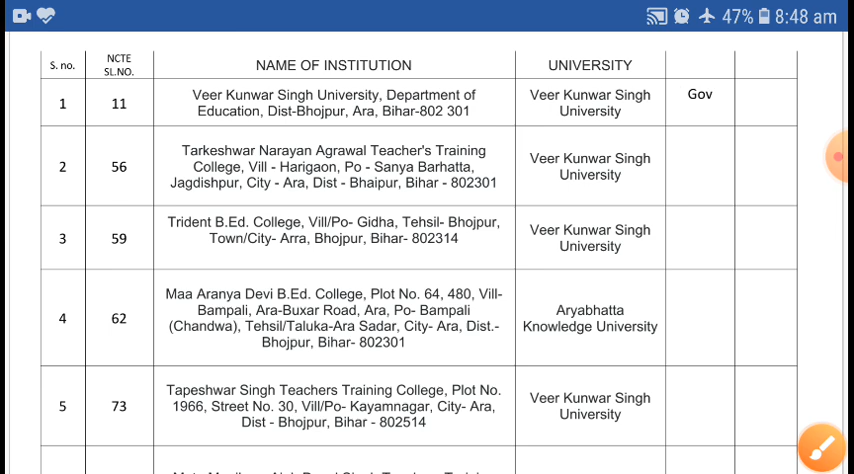 47% 8:48 am
S. no. NCTE SL.NO. NAME OF INSTITUTION UNIVERSITY
1 11 Veer Kunwar Singh University, Department of
Education, Dist-Bhojpur, Ara, Bihar-802 301
Veer Kunwar Singh
University
Gov
2 56 Tarkeshwar Narayan Agrawal Teacher's Training
College, Vill - Harigaon, Po - Sanya Barhatta,
Jagdishpur, City - Ara, Dist - Bhaipur, Bihar - 802301
Veer Kunwar Singh
University
3 59 Trident B.Ed. College, Vill/Po- Gidha, Tehsil- Bhojpur,
Town/City- Arra, Bhojpur, Bihar- 802314
Veer Kunwar Singh
University
4 62 Maa Aranya Devi B.Ed. College, Plot No. 64, 480, Vill-
Bampali, Ara-Buxar Road, Ara, Po- Bampali
(Chandwa), Tehsil/Taluka-Ara Sadar, City- Ara, Dist.-
Bhojpur, Bihar- 802301
Aryabhatta
Knowledge University
5 73 Tapeshwar Singh Teachers Training College, Plot No.
1966, Street No. 30, Vill/Po- Kayamnagar, City- Ara,
Dist - Bhojpur, Bihar - 802514
Veer Kunwar Singh
University